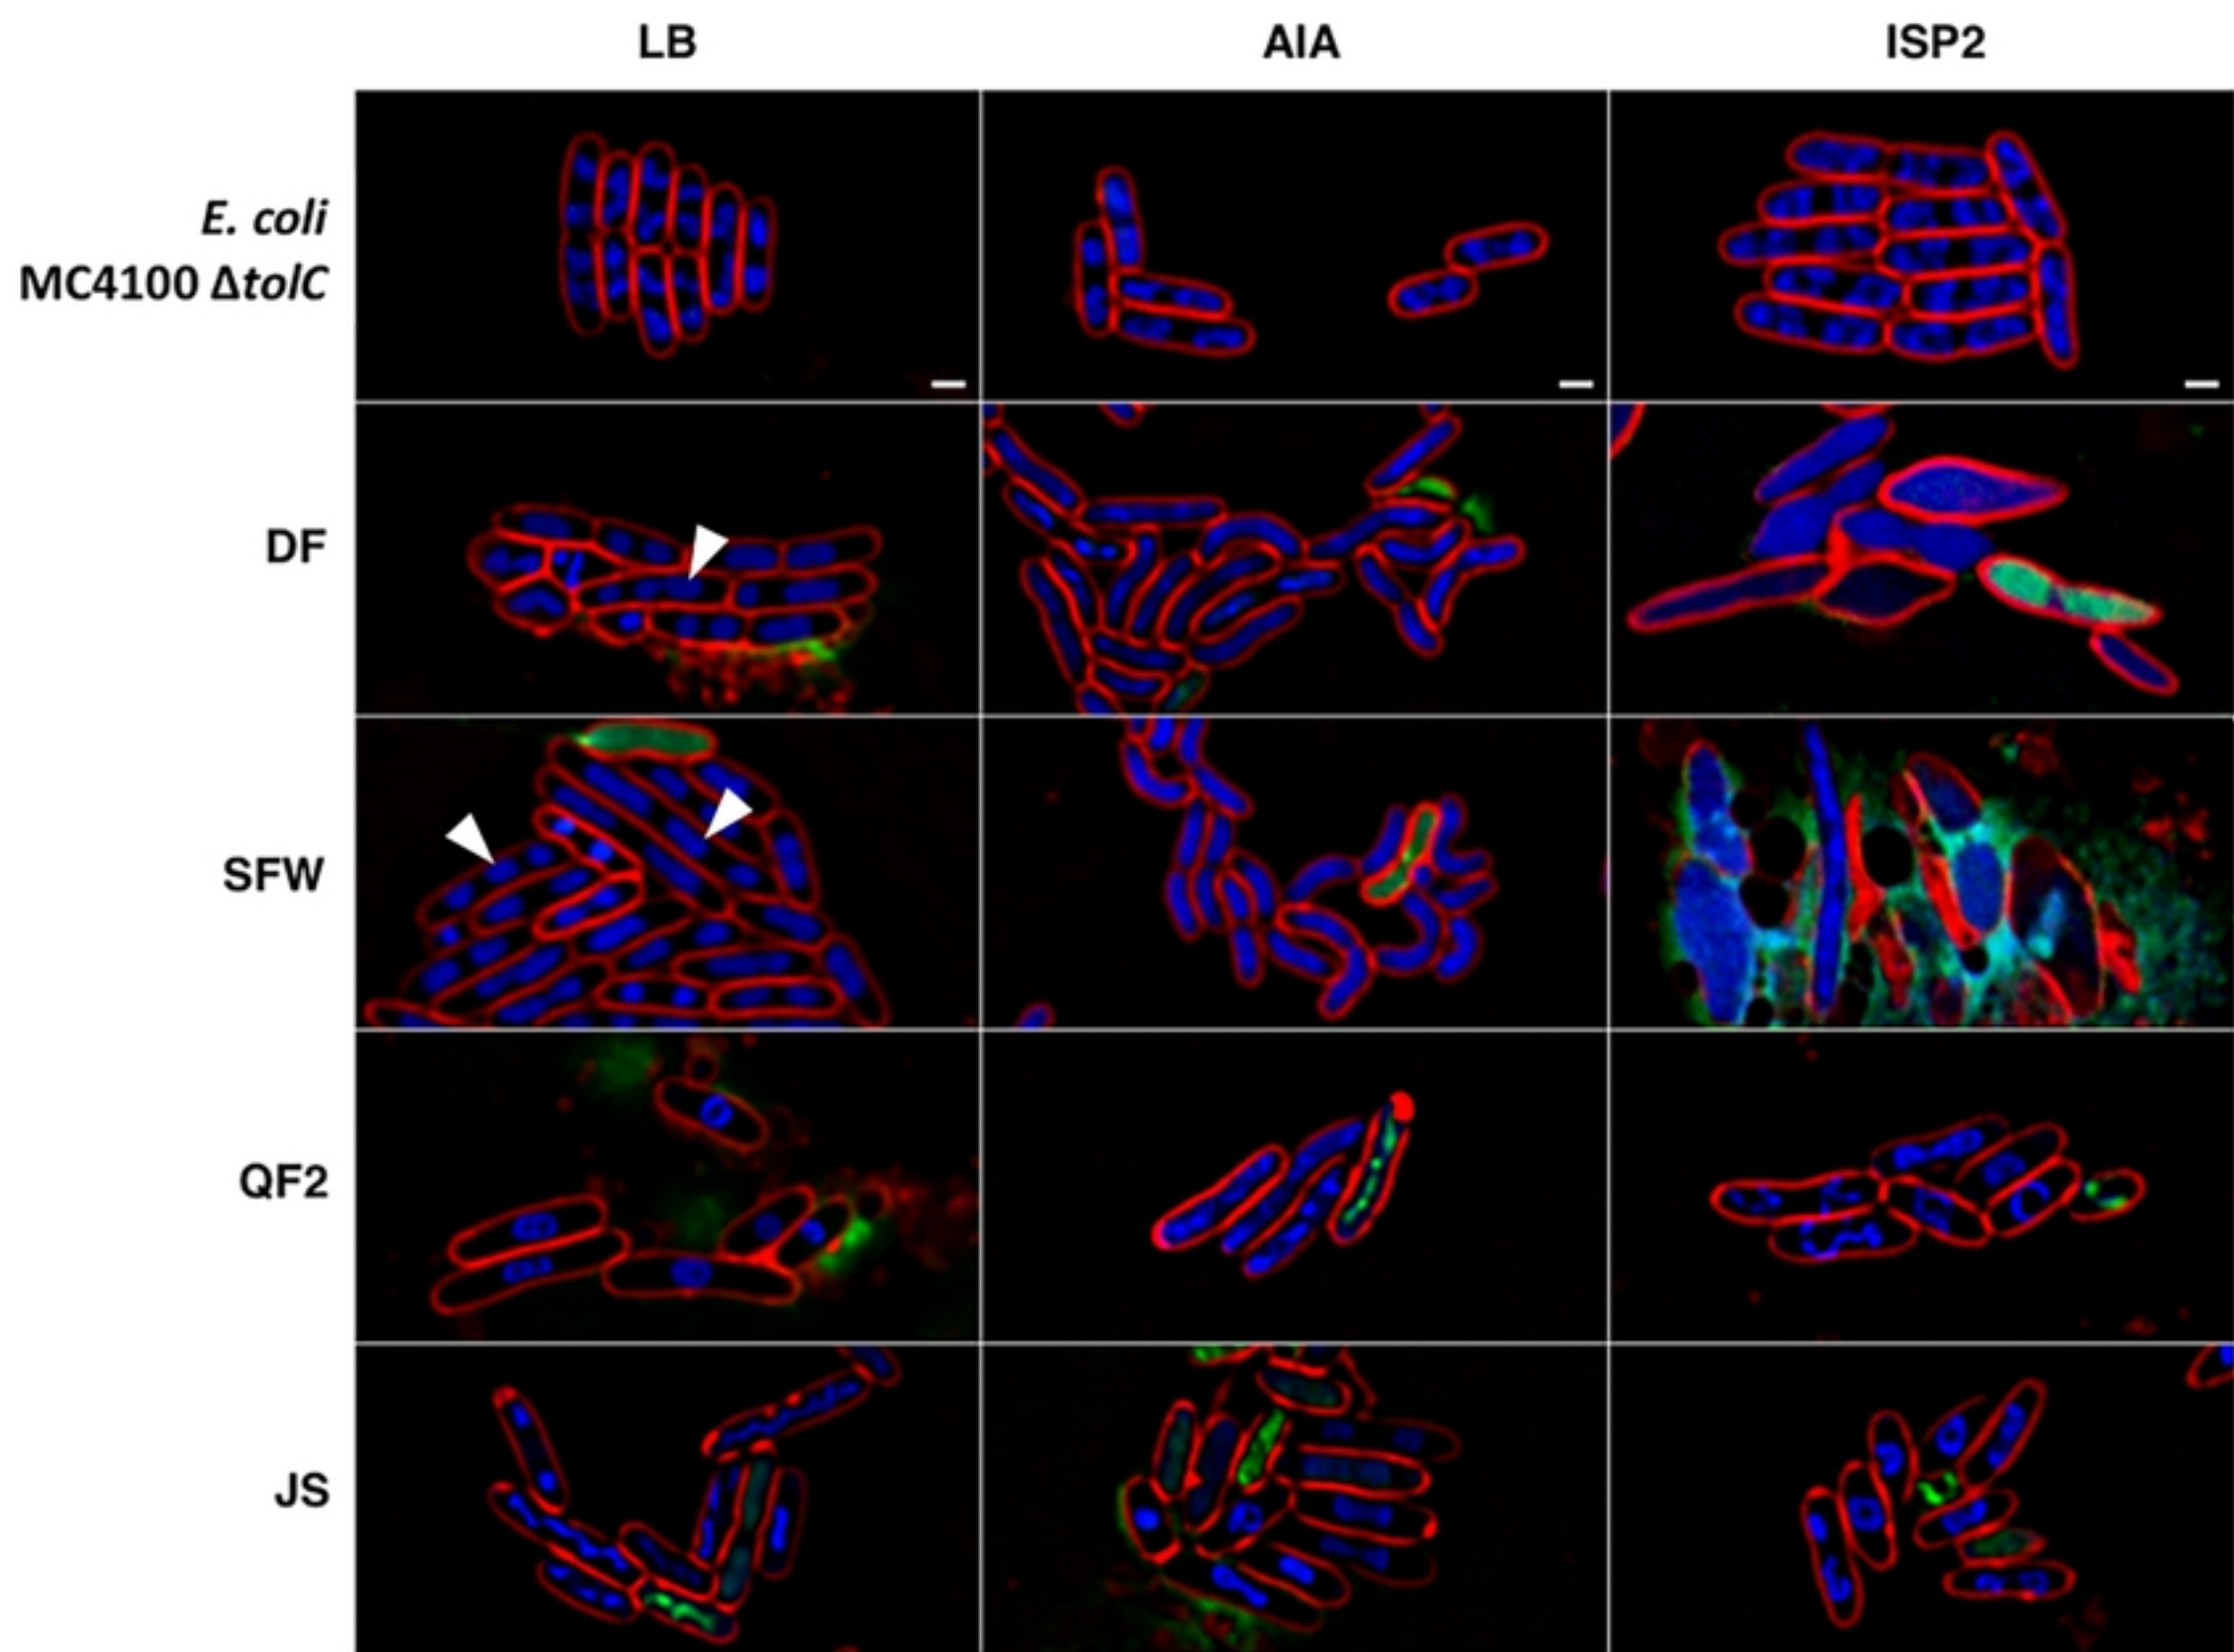 LB AIA ISP2
E. coli
MC4100 ΔtolC
DF
SFW
QF2
JS